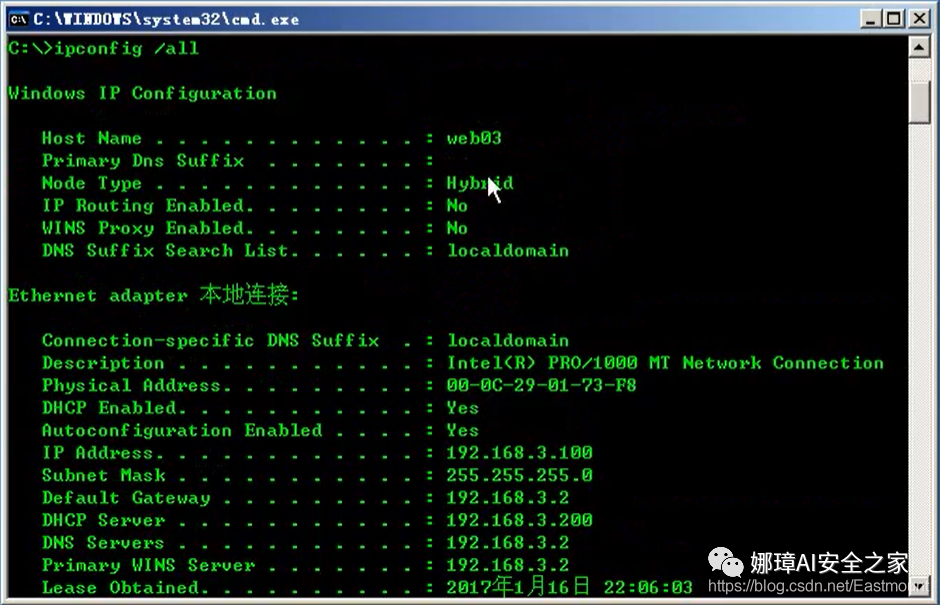 C:\WINDOWS\system32\cmd.exe
C:\>ipconfig /all
Windows IP Configuration
Host Name . . . . . . . . . . . . : web03
Primary Dns Suffix . . . . . . . :
Node Type . . . . . . . . . . . . : Hybrid
IP Routing Enabled. . . . . . . . : No
WINS Proxy Enabled. . . . . . . . : No
DNS Suffix Search List. . . . . . : localdomain
Ethernet adapter 本地连接:
Connection-specific DNS Suffix . : localdomain
Description . . . . . . . . . . . : Intel(R) PRO/1000 MT Network Connection
Physical Address. . . . . . . . . : 00-0C-29-01-73-F8
DHCP Enabled. . . . . . . . . . . : Yes
Autoconfiguration Enabled . . . . : Yes
IP Address. . . . . . . . . . . . : 192.168.3.100
Subnet Mask . . . . . . . . . . . : 255.255.255.0
Default Gateway . . . . . . . . . : 192.168.3.2
DHCP Server . . . . . . . . . . . : 192.168.3.200
DNS Servers . . . . . . . . . . . : 192.168.3.2
Primary WINS Server . . . . . . . : 192.168.3.2
Lease Obtained. . . . . . . . . . : 2017年1月16日 22:06:03
娜璋AI安全之家
https://blog.csdn.net/Eastmount